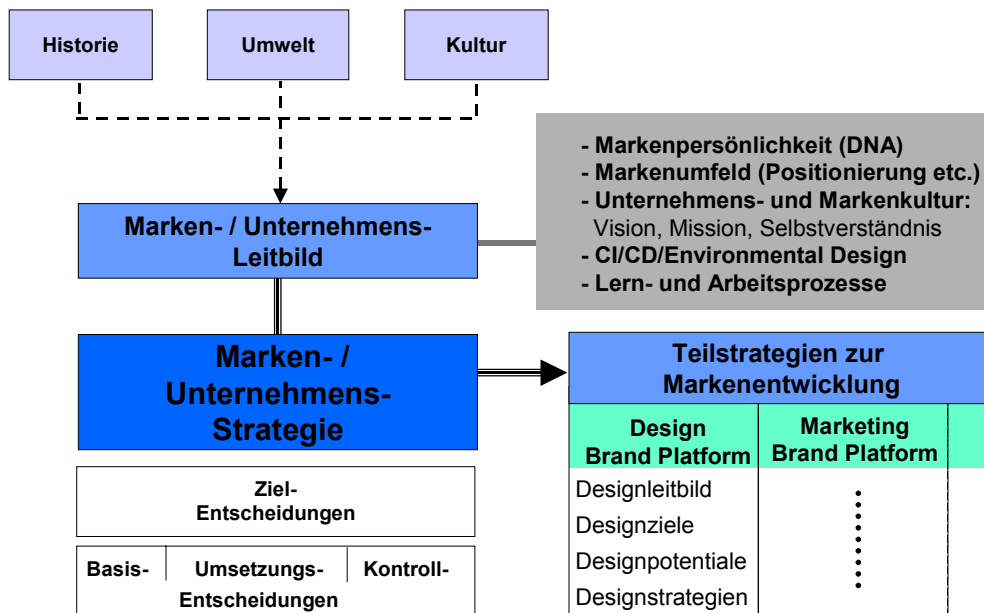 Historie
Umwelt
Kultur
- Markenpersönlichkeit (DNA)
- Markenumfeld (Positionierung etc.)
- Unternehmens- und Markenkultur:
Vision, Mission, Selbstverständnis
- CI/CD/Environmental Design
- Lern- und Arbeitsprozesse
Marken- / Unternehmens-
Leitbild
Marken- /
Unternehmens-
Strategie
Teilstrategien zur
Markenentwicklung
Design
Brand Platform
Marketing
Brand Platform
Designleitbild
Designziele
Designpotentiale
Designstrategien
Ziel-
Entscheidungen
Basis- Umsetzungs- Kontroll-
Entscheidungen